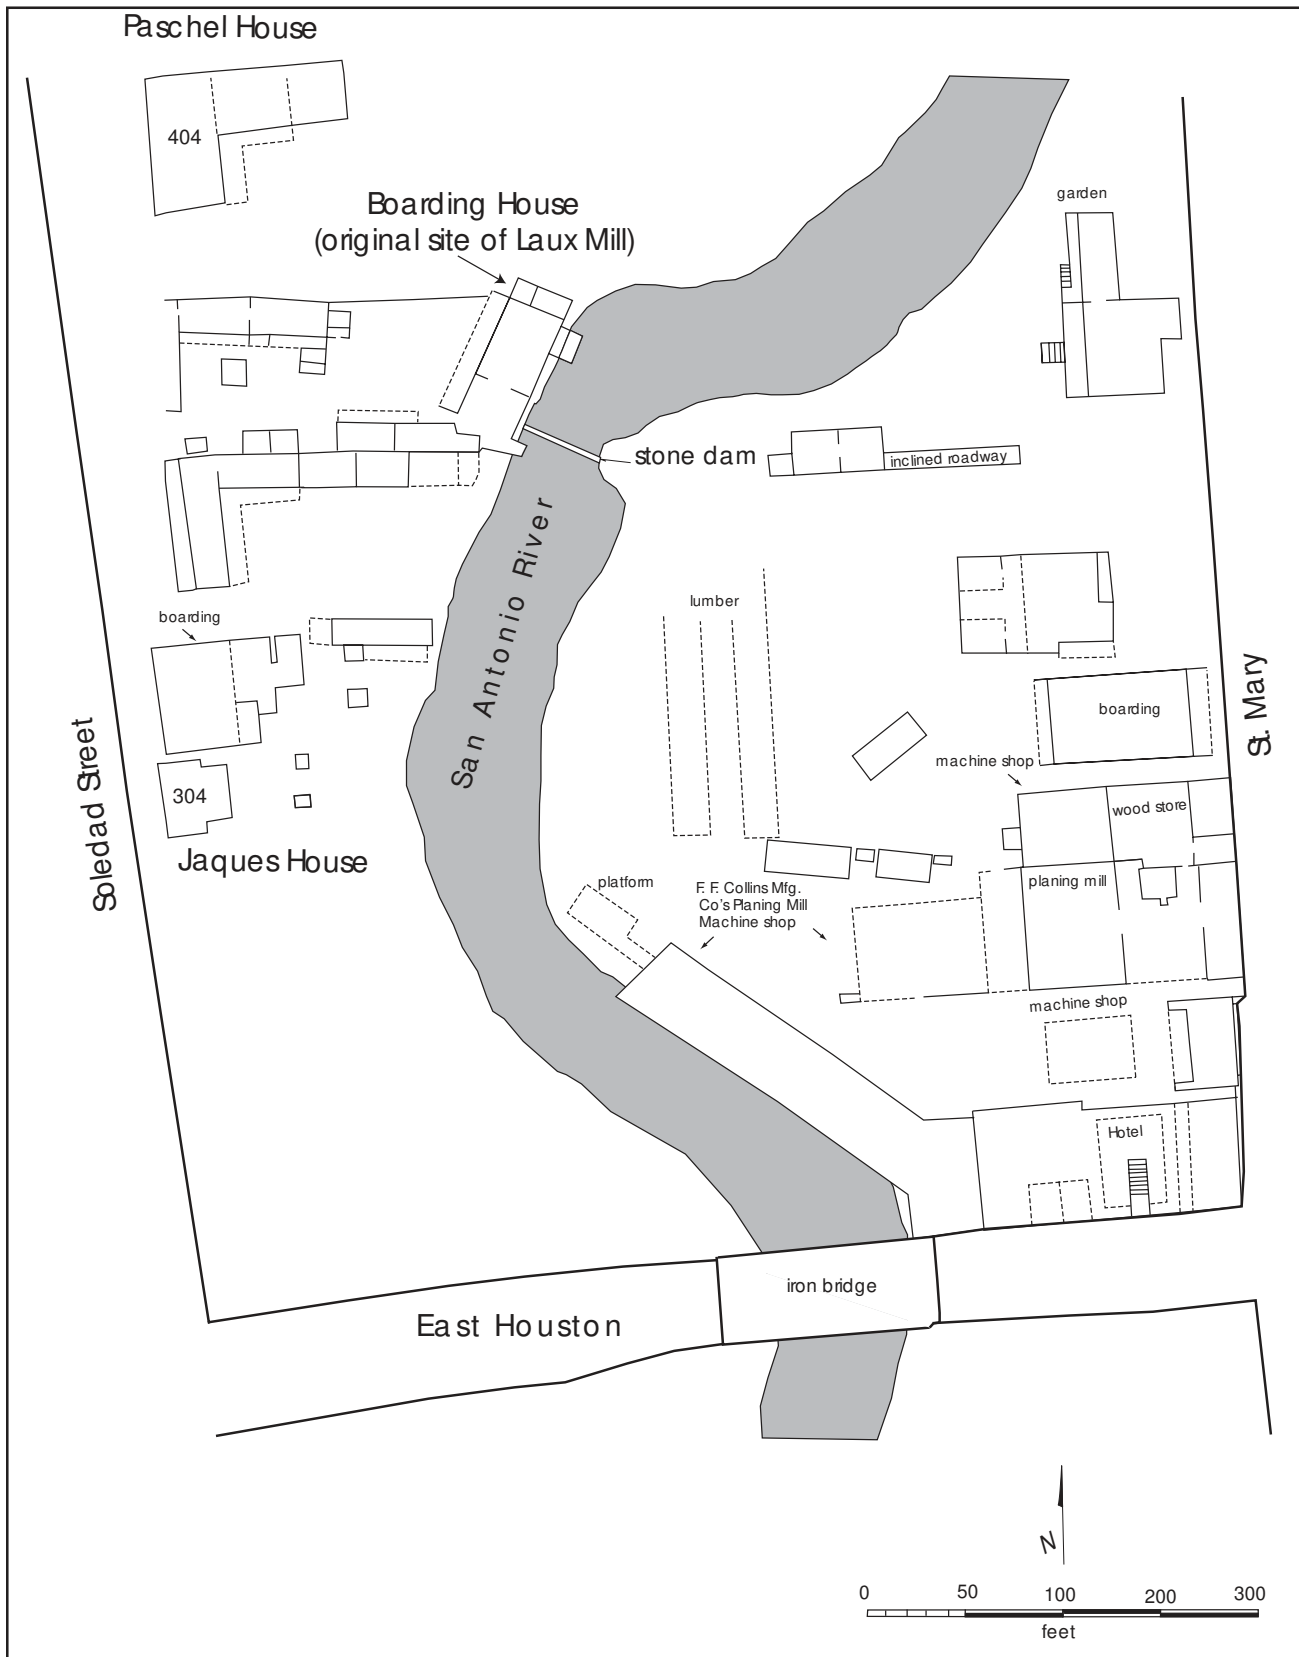 Paschel House
404
Boarding House
(original site of Laux Mill)
garden
stone dam
inclined roadway
San Antonio River
lumber
boarding
St. Mary
boarding
Soledad Street
machine shop
304
wood store
Jaques House
platform
F. F. Collins Mfg.
Co's Planing Mill
Machine shop
planing mill
machine shop
Hotel
iron bridge
East Houston
N
0 50 100 200 300
feet